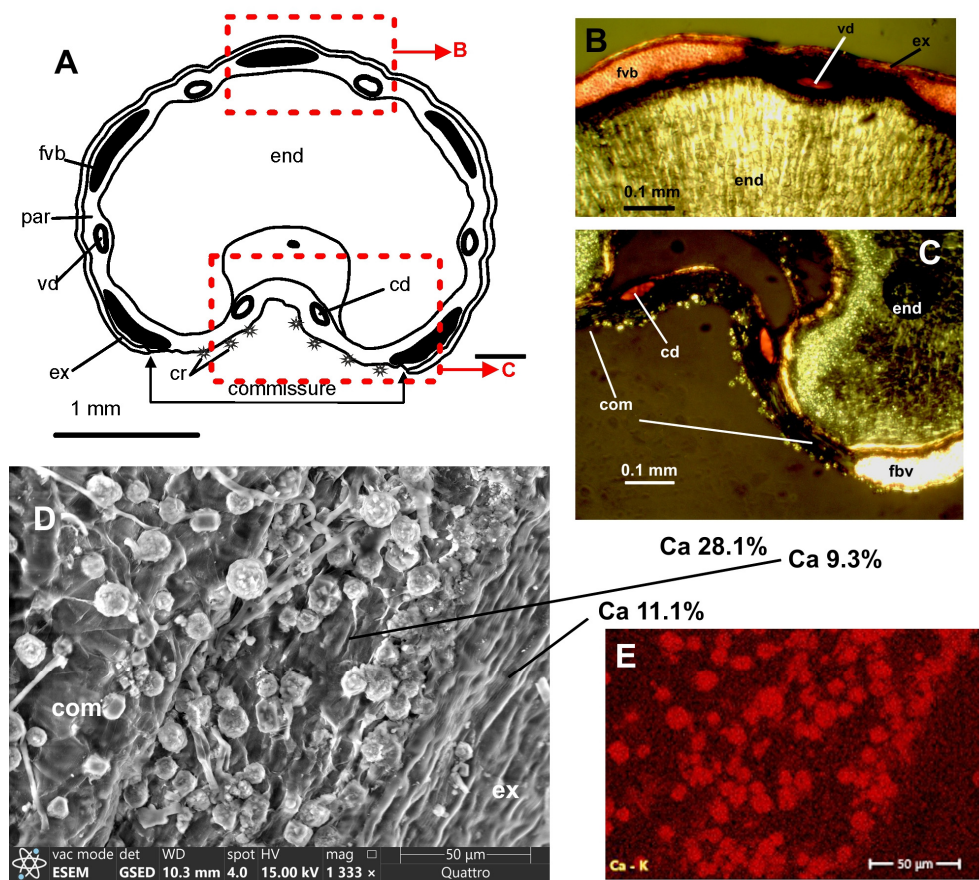 A
B
fvb
end
par
vd
cd
ex
cr
C
commissure
1 mm
B
vd
ex
fvb
end
0.1 mm
C
end
cd
com
0.1 mm
fbv
D
com
ex
Ca 28.1%
Ca 9.3%
Ca 11.1%
vac mode det WD spot HV mag □ 50 µm
ESEM GSED 10.3 mm 4.0 15.00 kV 1 333 × Quattro
E
Ca - K
50 µm